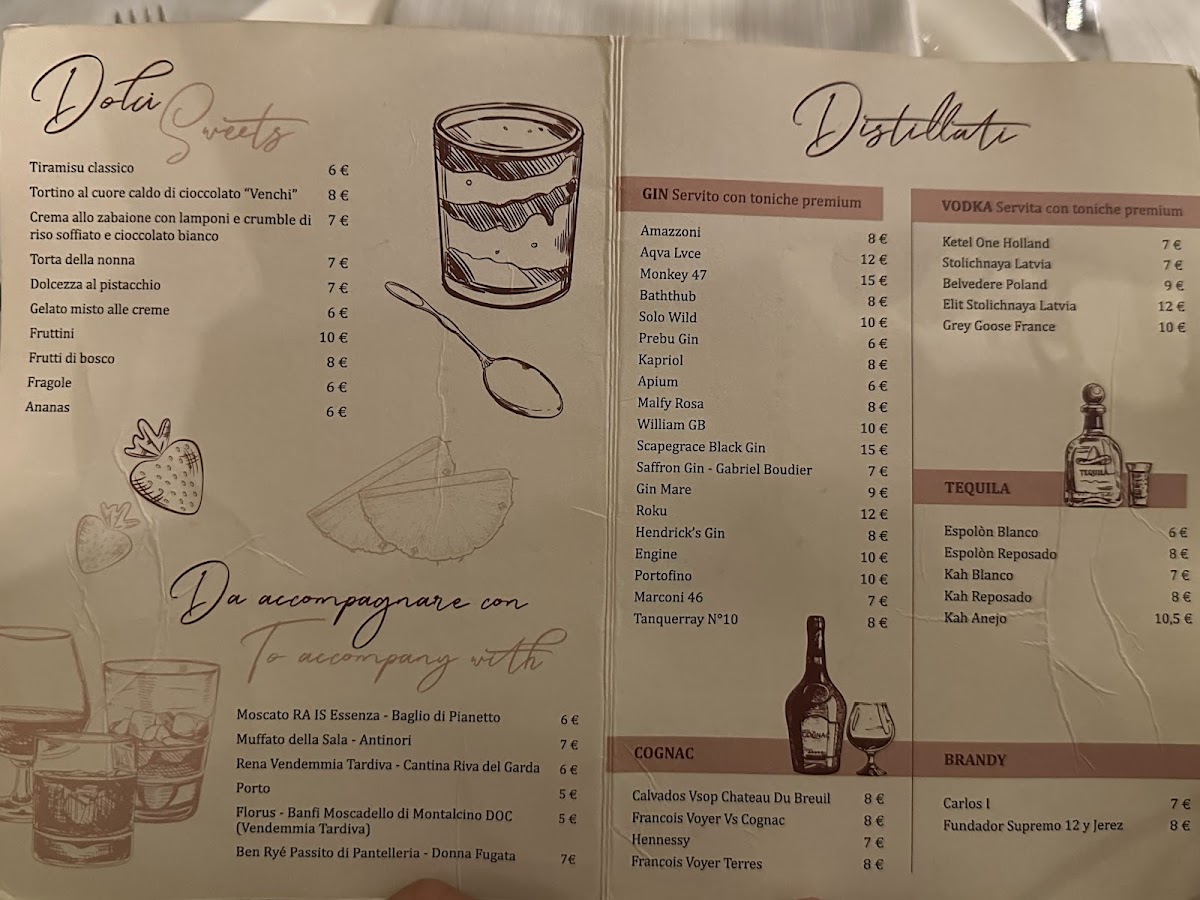 Dolci
Sweets
Tiramisu classico 6 €
Tortino al cuore caldo di cioccolato “Venchi” 8 €
Crema allo zabaione con lamponi e crumble di 7 €
riso soffiato e cioccolato bianco
Torta della nonna 7 €
Dolcezza al pistacchio 7 €
Gelato misto alle creme 6 €
Fruttini 10 €
Frutti di bosco 8 €
Fragole 6 €
Ananas 6 €
Da accompagnare con
To accompany with
Moscato RA IS Essenza - Baglio di Pianetto 6 €
Muffato della Sala - Antinori 7 €
Rena Vendemmia Tardiva - Cantina Riva del Garda 6 €
Porto 5 €
Florus - Banfi Moscadello di Montalcino DOC 5 €
(Vendemmia Tardiva)
Ben Ryé Passito di Pantelleria - Donna Fugata 7€
Distillati
GIN Servito con toniche premium
Amazzoni 8 €
Aqva Lvce 12 €
Monkey 47 15 €
Baththub 8 €
Solo Wild 10 €
Prebu Gin 6 €
Kapriol 8 €
Apium 6 €
Malfy Rosa 8 €
William GB 10 €
Scapegrace Black Gin 15 €
Saffron Gin - Gabriel Boudier 7 €
Gin Mare 9 €
Roku 12 €
Hendrick’s Gin 8 €
Engine 10 €
Portofino 10 €
Marconi 46 7 €
Tanquerray N°10 8 €
COGNAC
COGNAC
Calvados Vsop Chateau Du Breuil 8 €
Francois Voyer Vs Cognac 8 €
Hennessy 7 €
Francois Voyer Terres 8 €
VODKA Servita con toniche premium
Ketel One Holland 7 €
Stolichnaya Latvia 7 €
Belvedere Poland 9 €
Elit Stolichnaya Latvia 12 €
Grey Goose France 10 €
TEQUILA
TEQUILA
Espolòn Blanco 6 €
Espolòn Reposado 8 €
Kah Blanco 7 €
Kah Reposado 8 €
Kah Anejo 10,5 €
BRANDY
Carlos I 7 €
Fundador Supremo 12 y Jerez 8 €